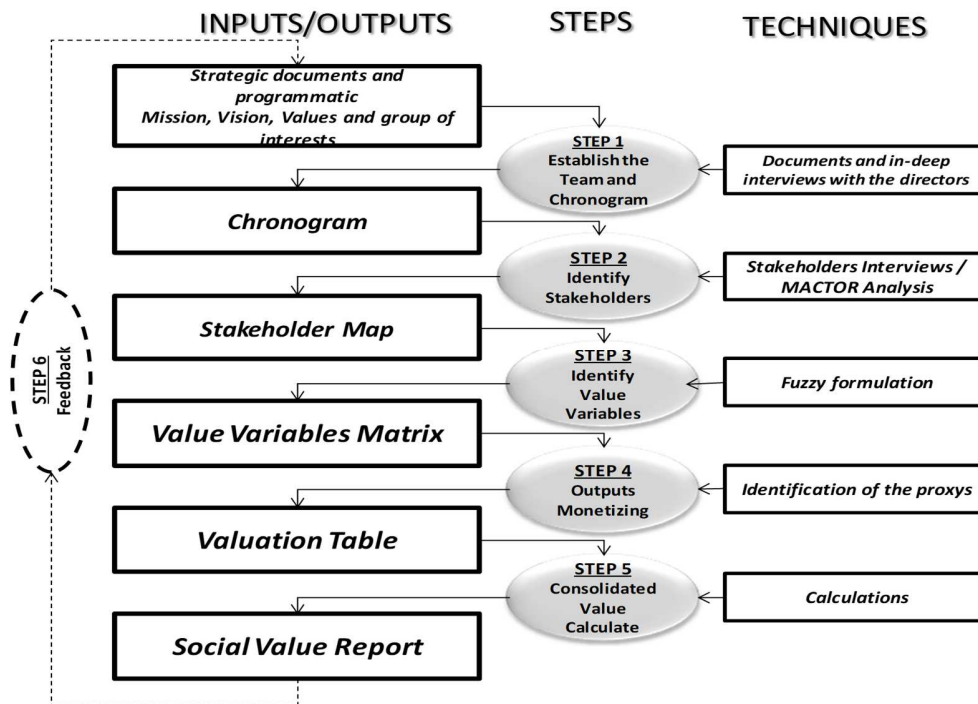 INPUTS/OUTPUTS
STEPS
TECHNIQUES
Strategic documents and
programmatic
Mission, Vision, Values and group of
interests
STEP 1
Establish the
Team and
Chronogram
Documents and in-deep
interviews with the directors
Chronogram
STEP 2
Identify
Stakeholders
Stakeholders Interviews /
MACTOR Analysis
Stakeholder Map
STEP 3
Identify
Value
Variables
Fuzzy formulation
STEP 6
Feedback
Value Variables Matrix
STEP 4
Outputs
Monetizing
Identification of the proxys
Valuation Table
STEP 5
Consolidated
Value
Calculate
Calculations
Social Value Report